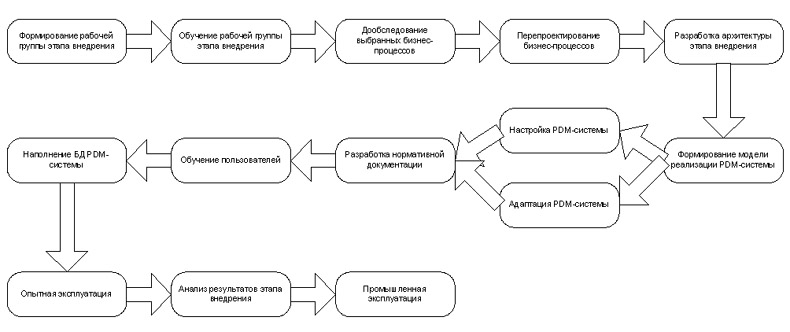 Формирование рабочей
группы этапа внедрения
Обучение рабочей группы
этапа внедрения
Дообследование
выбранных бизнес-
процессов
Перепроектирование
бизнес-процессов
Разработка архитектуры
этапа внедрения
Наполнение БД PDM-
системы
Обучение пользователей
Разработка нормативной
документации
Настройка PDM-системы
Адаптация PDM-системы
Формирование модели
реализации PDM-системы
Опытная эксплуатация
Анализ результатов этапа
внедрения
Промышленная
эксплуатация